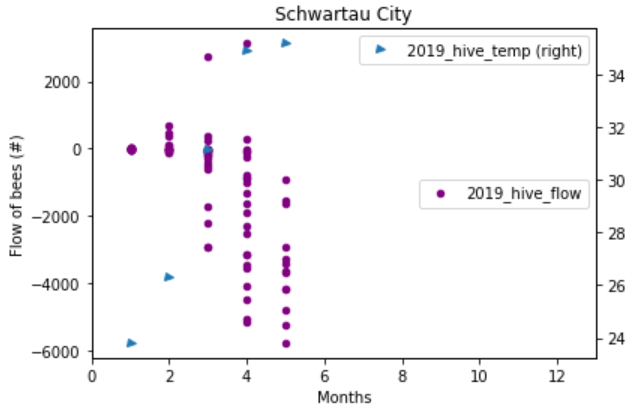 Schwartau City
2019_hive_temp (right)
2019_hive_flow
Flow of bees (#)
2000
0
−2000
−4000
−6000
34
32
30
28
26
24
0 2 4 6 8 10 12
Months